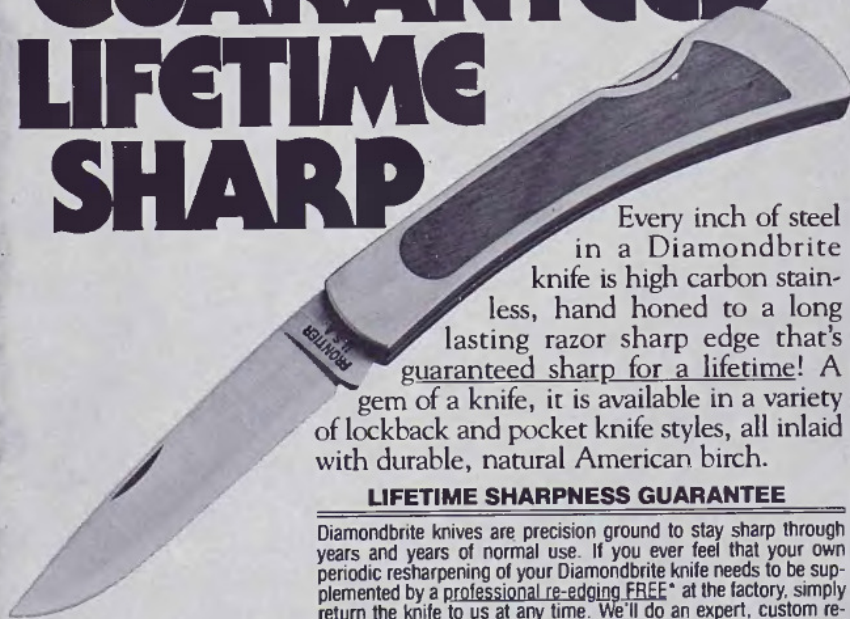 GUARANTEED
LIFETIME
SHARP
FRONTIER
U.S.A.
Every inch of steel
in a Diamondbrite
knife is high carbon stain-
less, hand honed to a long
lasting razor sharp edge that's
guaranteed sharp for a lifetime! A
gem of a knife, it is available in a variety
of lockback and pocket knife styles, all inlaid
with durable, natural American birch.
LIFETIME SHARPNESS GUARANTEE
Diamondbrite knives are precision ground to stay sharp through
years and years of normal use. If you ever feel that your own
periodic resharpening of your Diamondbrite knife needs to be sup-
plemented by a professional re-edging FREE* at the factory, simply
return the knife to us at any time. We'll do an expert, custom re-